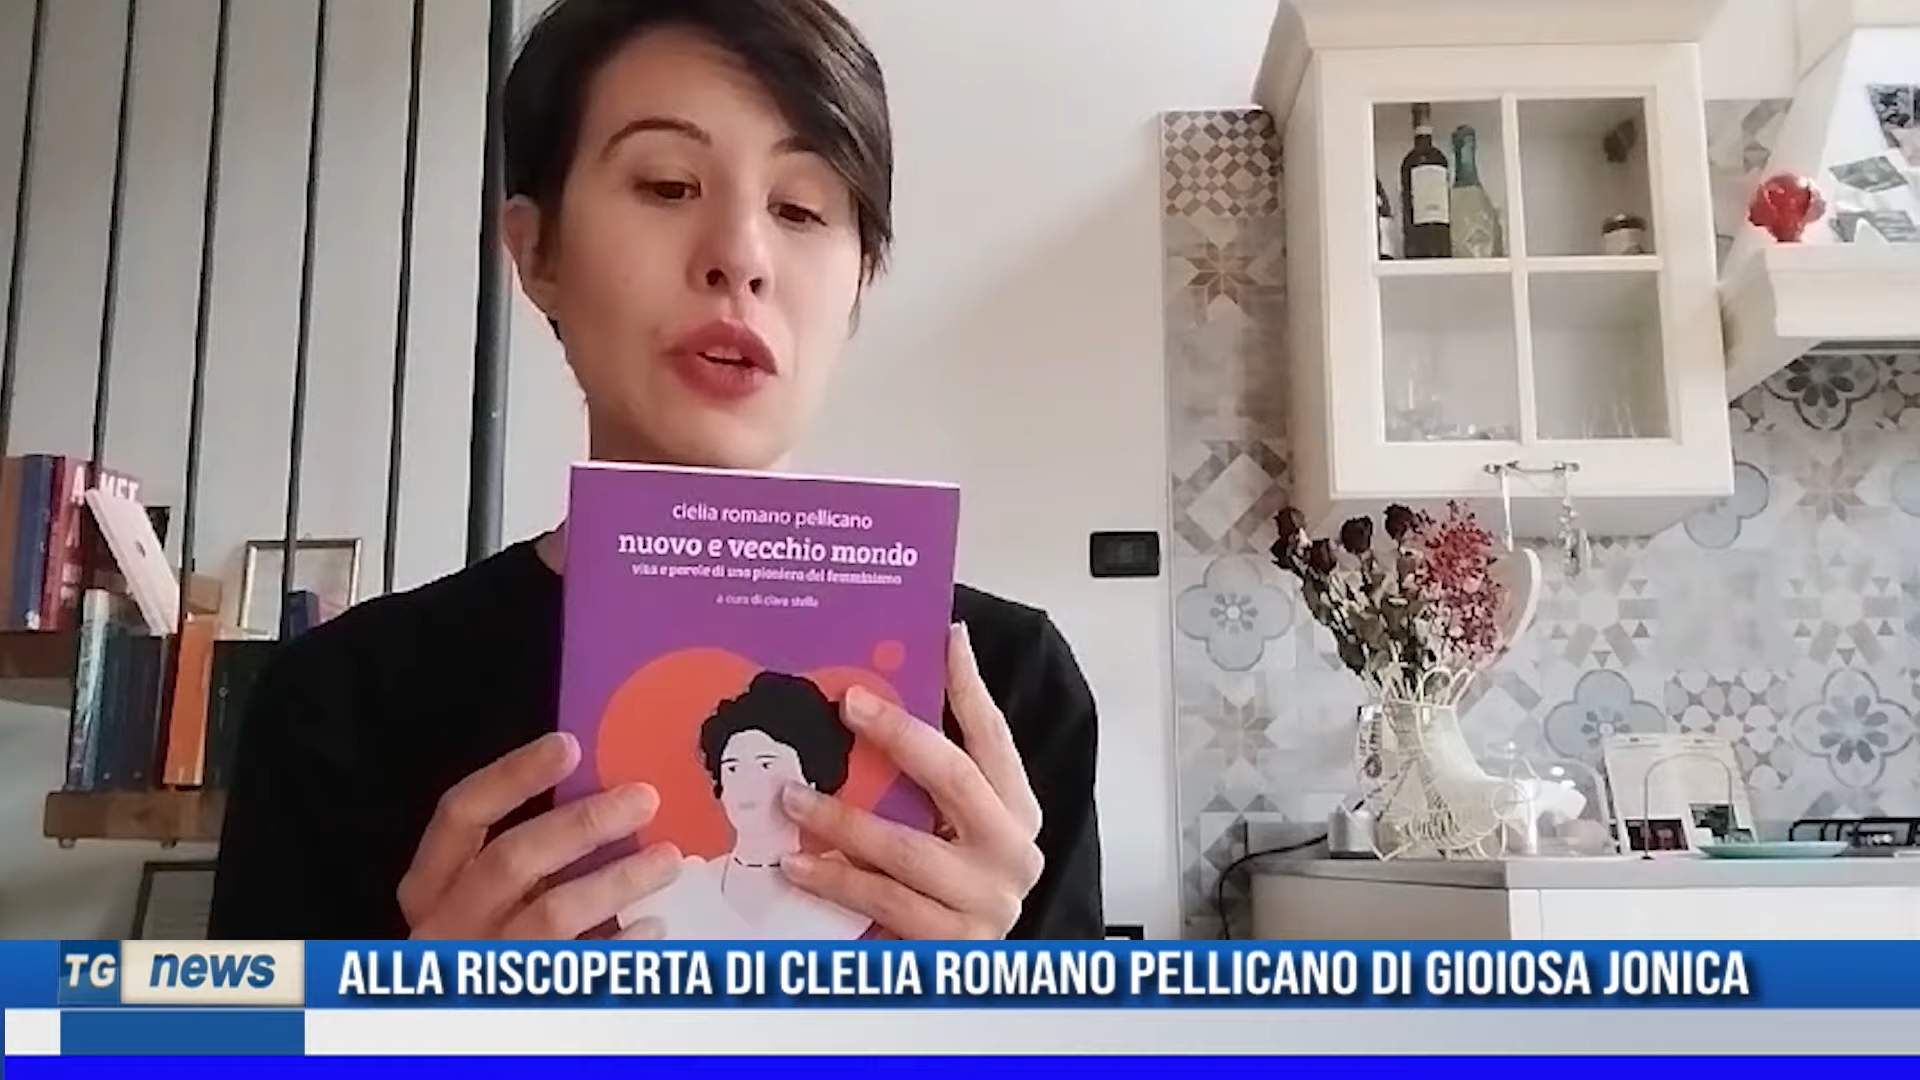 clelia romano pellicano
nuovo e vecchio mondo
vita e parole di una pioniera del femminismo
a cura di clara stella
TG news ALLA RISCOPERTA DI CLELIA ROMANO PELLICANO DI GIOIOSA JONICA